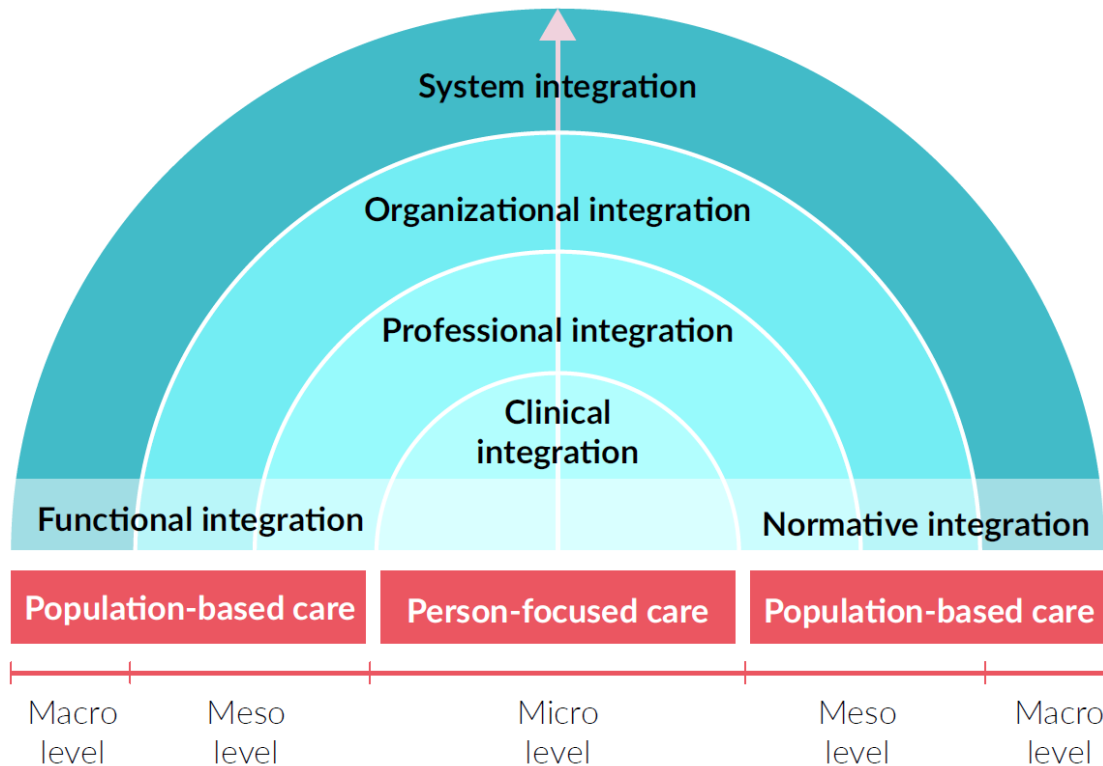 System integration
Organizational integration
Professional integration
Clinical
integration
Functional integration
Normative integration
Population-based care
Person-focused care
Population-based care
Macro
level
Meso
level
Micro
level
Meso
level
Macro
level